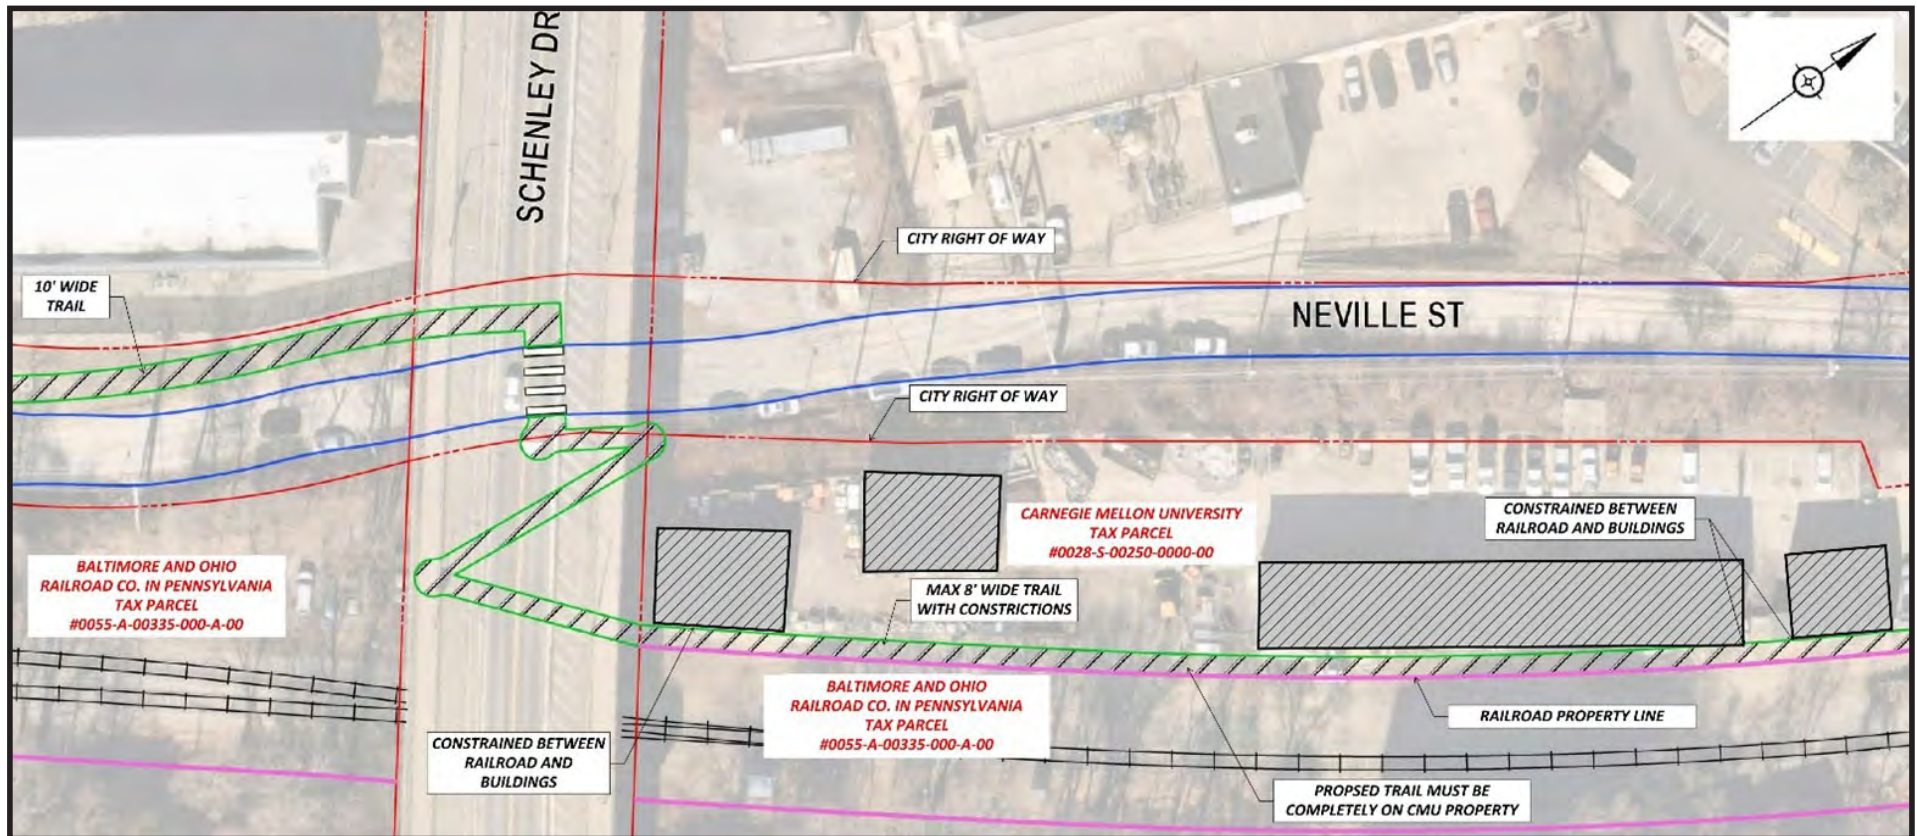 SCHENLEY DR
CITY RIGHT OF WAY
10' WIDE
TRAIL
NEVILLE ST
CITY RIGHT OF WAY
CARNEGIE MELLON UNIVERSITY
TAX PARCEL
#0028-S-00250-0000-00
CONSTRAINED BETWEEN
RAILROAD AND BUILDINGS
BALTIMORE AND OHIO
RAILROAD CO. IN PENNSYLVANIA
TAX PARCEL
#0055-A-00335-000-A-00
MAX 8' WIDE TRAIL
WITH CONSTRICTIONS
BALTIMORE AND OHIO
RAILROAD CO. IN PENNSYLVANIA
TAX PARCEL
#0055-A-00335-000-A-00
RAILROAD PROPERTY LINE
CONSTRAINED BETWEEN
RAILROAD AND
BUILDINGS
PROPSED TRAIL MUST BE
COMPLETELY ON CMU PROPERTY